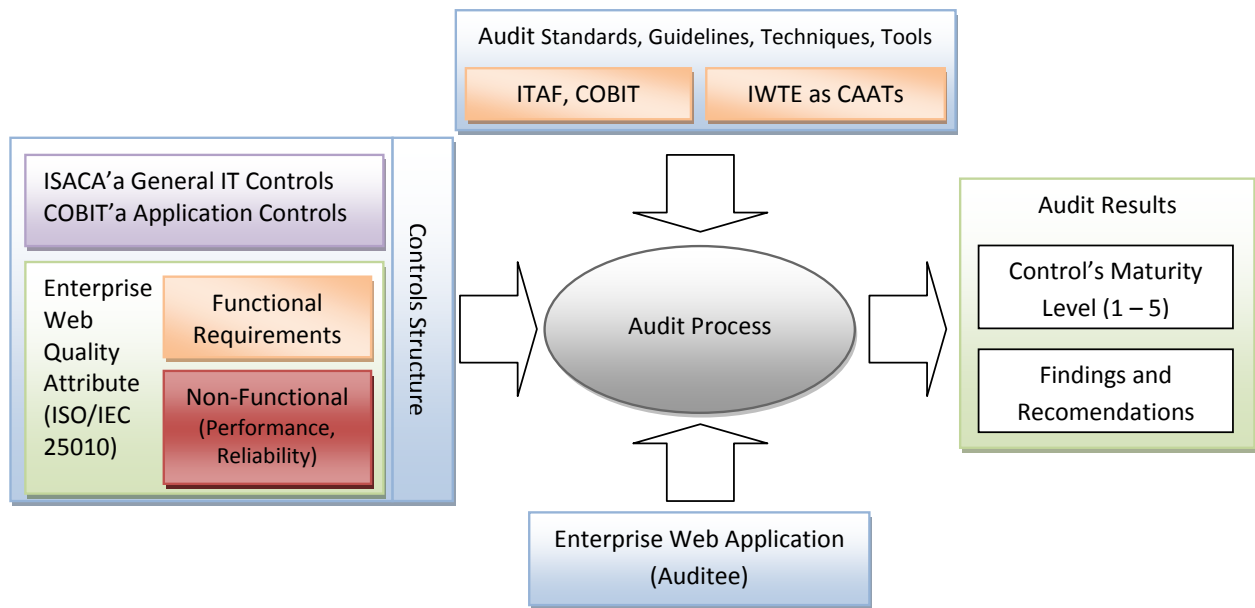 Audit Standards, Guidelines, Techniques, Tools
ITAF, COBIT
IWTE as CAATs
ISACA’a General IT Controls
COBIT’a Application Controls
Enterprise
Web
Quality
Attribute
(ISO/IEC
25010)
Functional
Requirements
Non-Functional
(Performance,
Reliability)
Controls Structure
Audit Process
Enterprise Web Application
(Auditee)
Audit Results
Control’s Maturity
Level (1 – 5)
Findings and
Recomendations